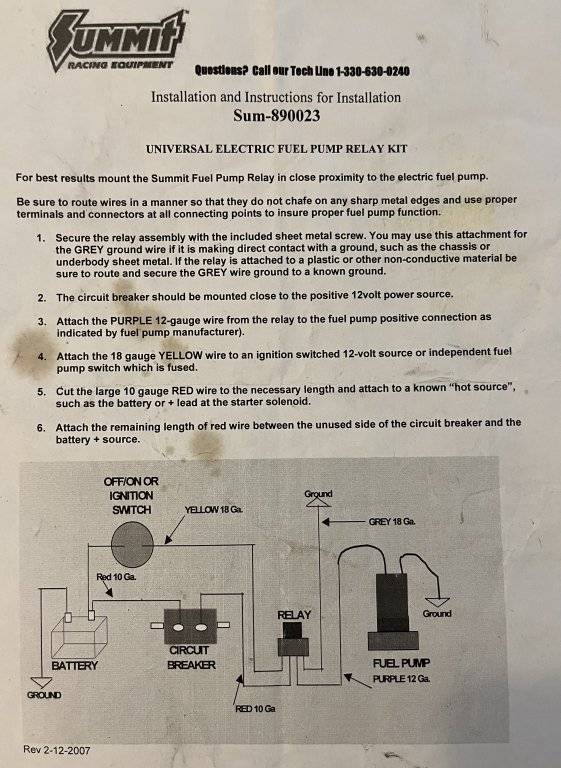 SUMMIT
RACING EQUIPMENT
Questions? Call our Tech Line 1-330-630-0240
Installation and Instructions for Installation
Sum-890023
UNIVERSAL ELECTRIC FUEL PUMP RELAY KIT
For best results mount the Summit Fuel Pump Relay in close proximity to the electric fuel pump.
Be sure to route wires in a manner so that they do not chafe on any sharp metal edges and use proper
terminals and connectors at all connecting points to insure proper fuel pump function.
1. Secure the relay assembly with the included sheet metal screw. You may use this attachment for
the GREY ground wire if it is making direct contact with a ground, such as the chassis or
underbody sheet metal. If the relay is attached to a plastic or other non-conductive material be
sure to route and secure the GREY wire ground to a known ground.
2. The circuit breaker should be mounted close to the positive 12volt power source.
3. Attach the PURPLE 12-gauge wire from the relay to the fuel pump positive connection as
indicated by fuel pump manufacturer).
4. Attach the 18 gauge YELLOW wire to an ignition switched 12-volt source or independent fuel
pump switch which is fused.
5. Cut the large 10 gauge RED wire to the necessary length and attach to a known “hot source”,
such as the battery or + lead at the starter solenoid.
6. Attach the remaining length of red wire between the unused side of the circuit breaker and the
battery + source.
OFF/ON OR
IGNITION
SWITCH
YELLOW 18 Ga.
Ground
GREY 18 Ga.
Red 10 Ga.
RELAY
Ground
BATTERY
CIRCUIT
BREAKER
FUEL PUMP
PURPLE 12 Ga.
GROUND
RED 10 Ga
Rev 2-12-2007